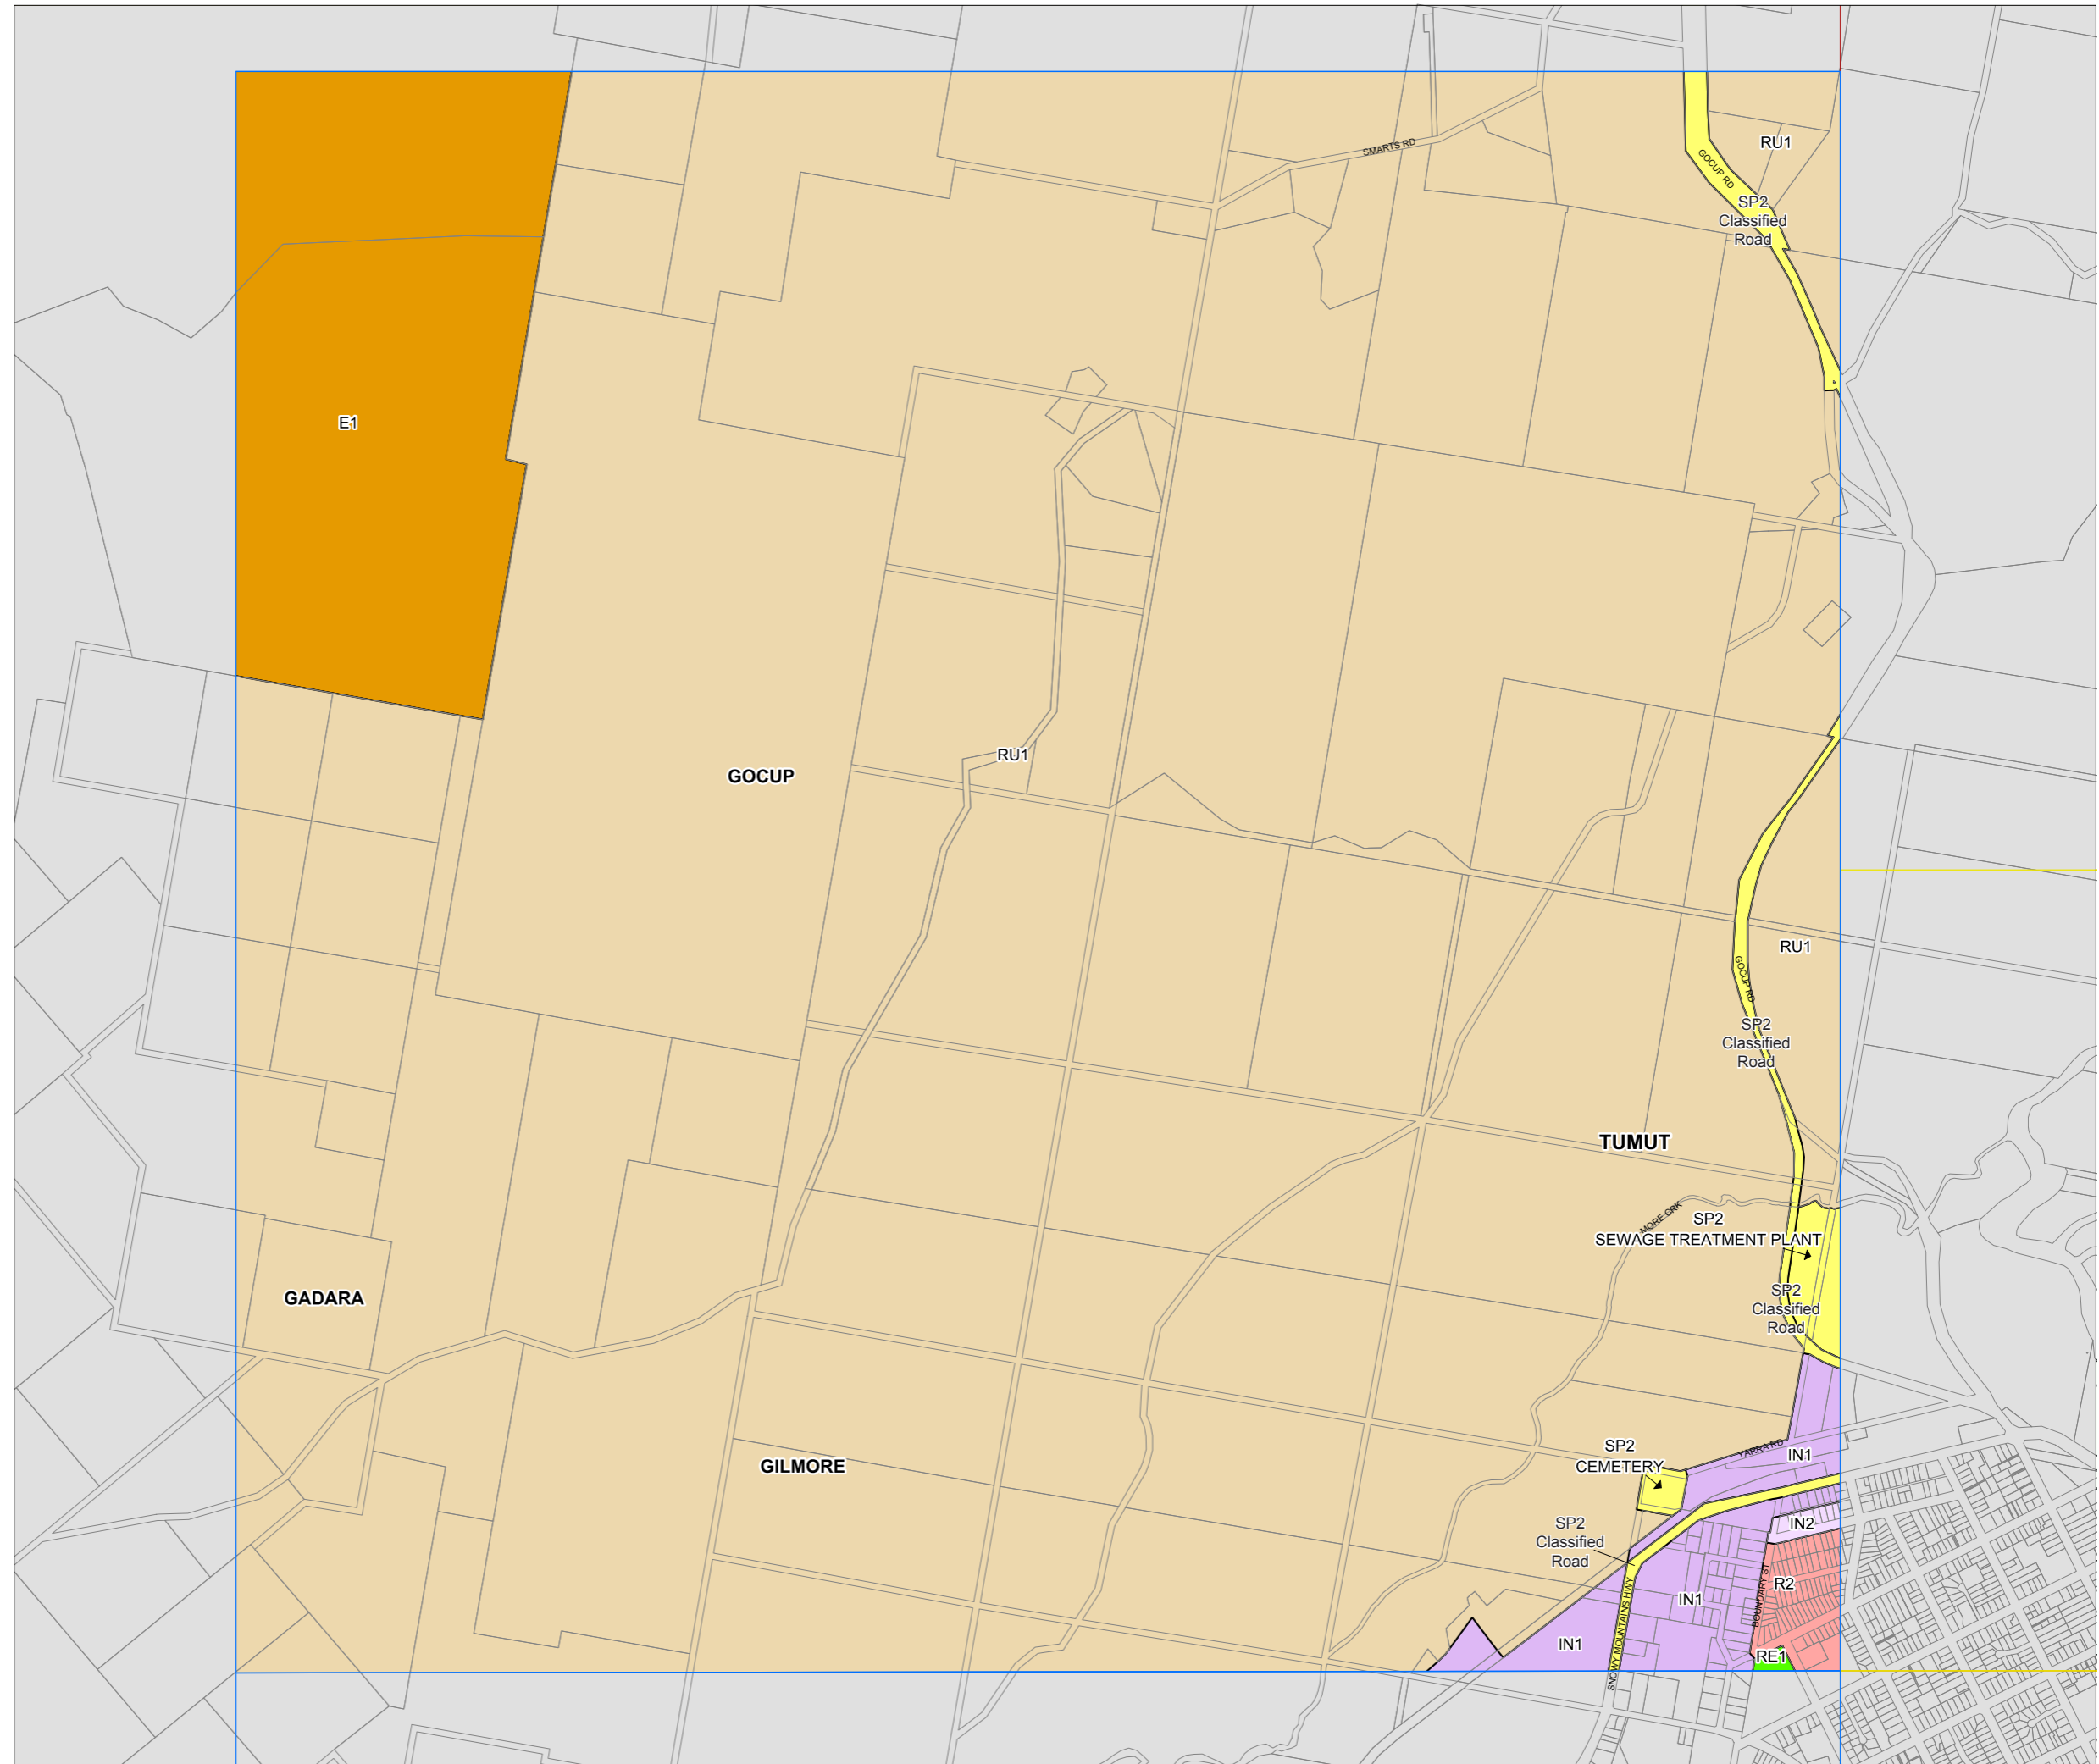 SMARTS RD
RU1
GOCUP RD
SP2
Classified
Road
E1
RU1
GOCUP
RU1
GOCUP RD
SP2
Classified
Road
TUMUT
MORE CRK
SP2
SEWAGE TREATMENT PLANT
SP2
Classified
Road
GADARA
YARRA RD
IN1
SP2
CEMETERY
GILMORE
SP2
Classified
Road
IN2
R2
BOUNDARY ST
IN1
SNOWY MOUNTAINS HWY
IN1
RE1